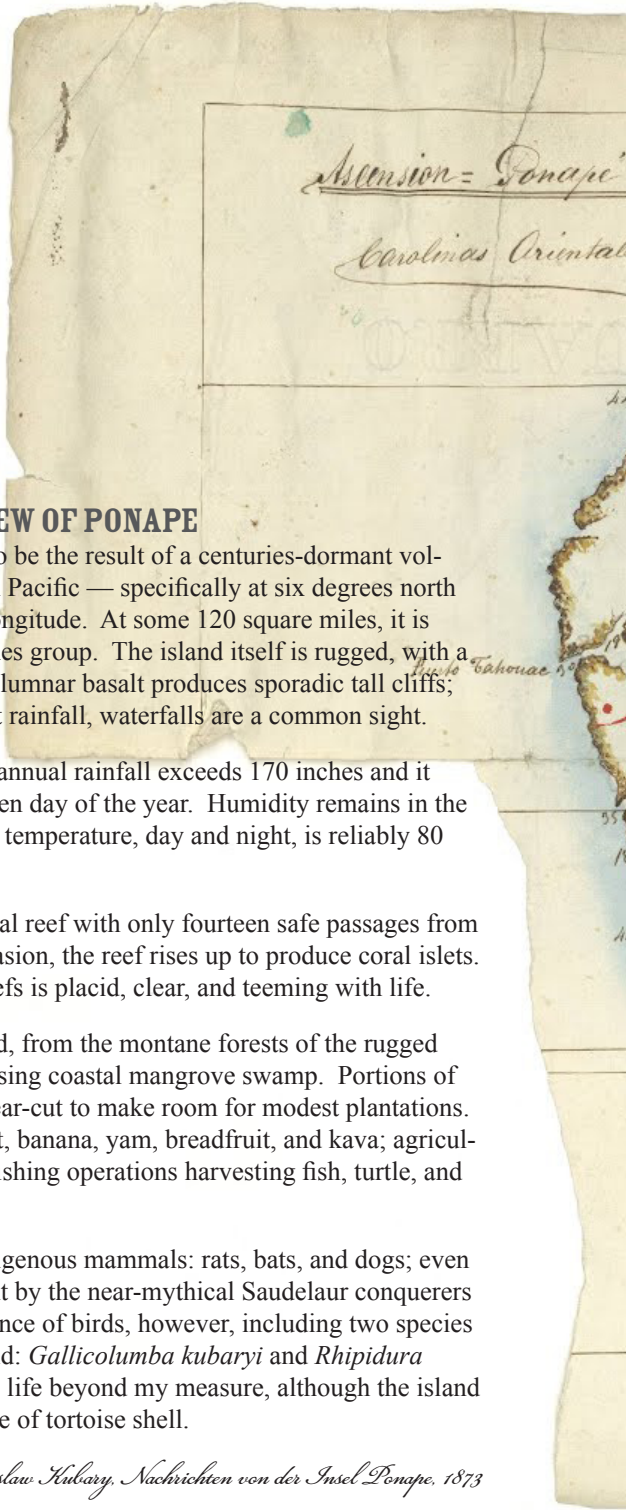 Ascension = Ponapé
Carolinas Oriental
EW OF PONAPE
o be the result of a centuries-dormant vol-
Pacific — specifically at six degrees north
ngitude. At some 120 square miles, it is
es group. The island itself is rugged, with a
Tahouac
lumnar basalt produces sporadic tall cliffs;
t rainfall, waterfalls are a common sight.
annual rainfall exceeds 170 inches and it
en day of the year. Humidity remains in the
temperature, day and night, is reliably 80
al reef with only fourteen safe passages from
asion, the reef rises up to produce coral islets.
efs is placid, clear, and teeming with life.
d, from the montane forests of the rugged
sing coastal mangrove swamp. Portions of
ear-cut to make room for modest plantations.
t, banana, yam, breadfruit, and kava; agricul-
shing operations harvesting fish, turtle, and
genous mammals: rats, bats, and dogs; even
t by the near-mythical Saudelaur conquerers
nce of birds, however, including two species
d: Gallicolumba kubaryi and Rhipidura
life beyond my measure, although the island
e of tortoise shell.
slaw Kubary, Nachrichten von der Insel Ponape, 1873